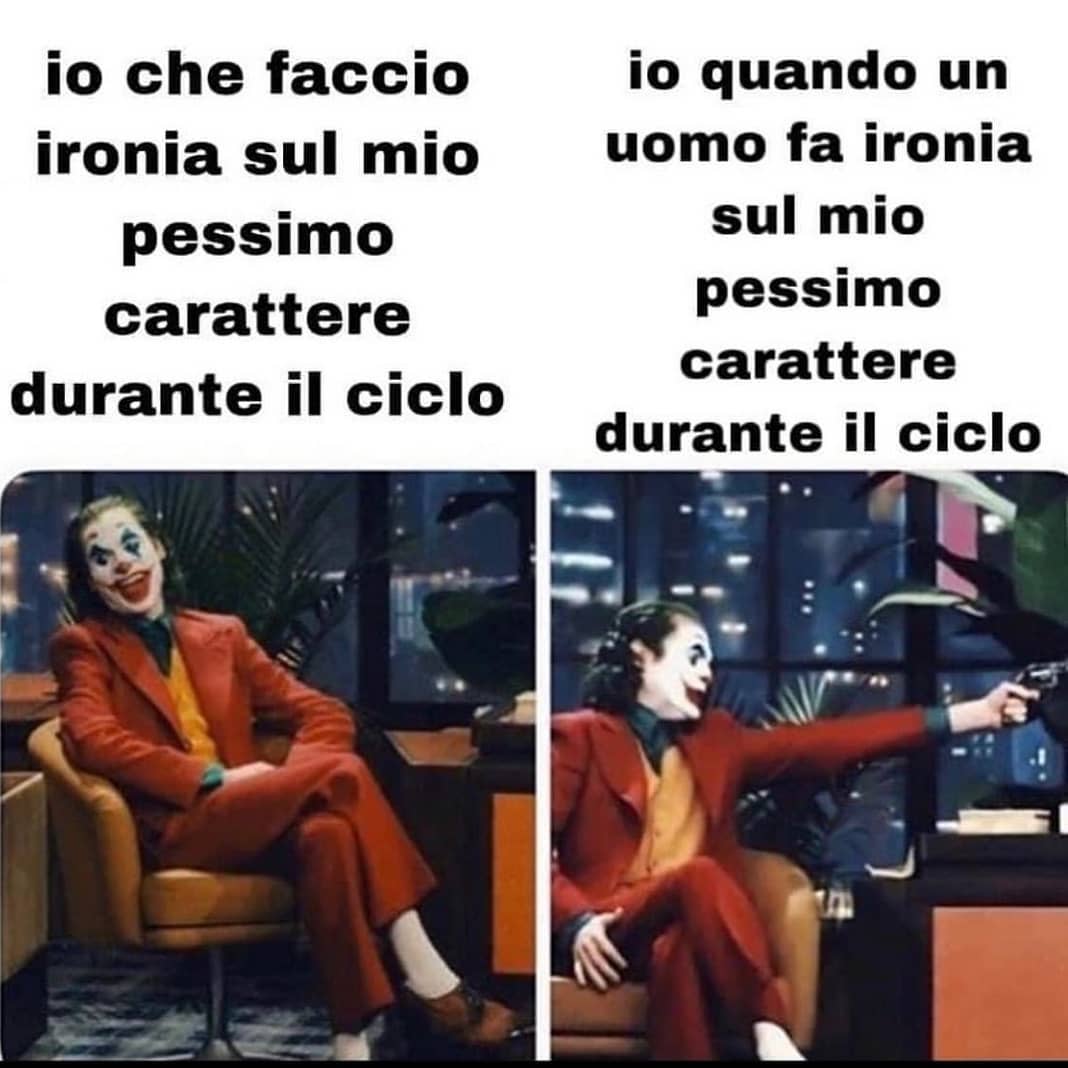 io che faccio
ironia sul mio
pessimo
carattere
durante il ciclo
io quando un
uomo fa ironia
sul mio
pessimo
carattere
durante il ciclo